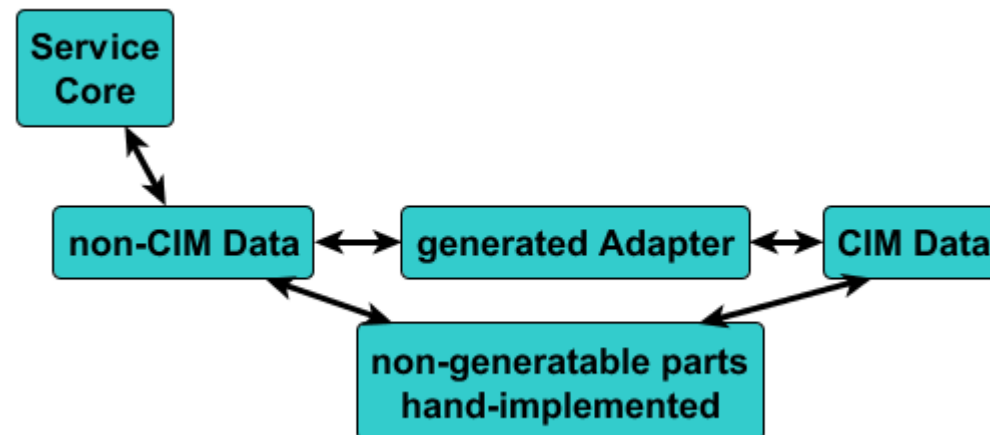 Service
Core
non-CIM Data
generated Adapter
CIM Data
non-generatable parts
hand-implemented